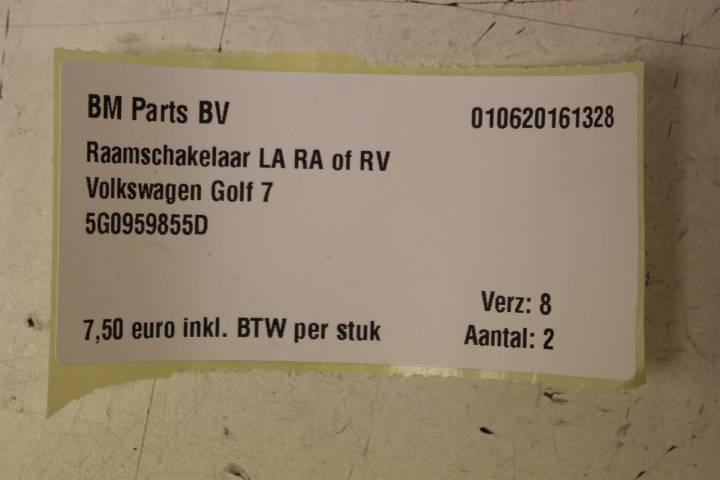 BM Parts BV
010620161328
Raamschakelaar LA RA of RV
Volkswagen Golf 7
5G0959855D
Verz: 8
7,50 euro inkl. BTW per stuk
Aantal: 2